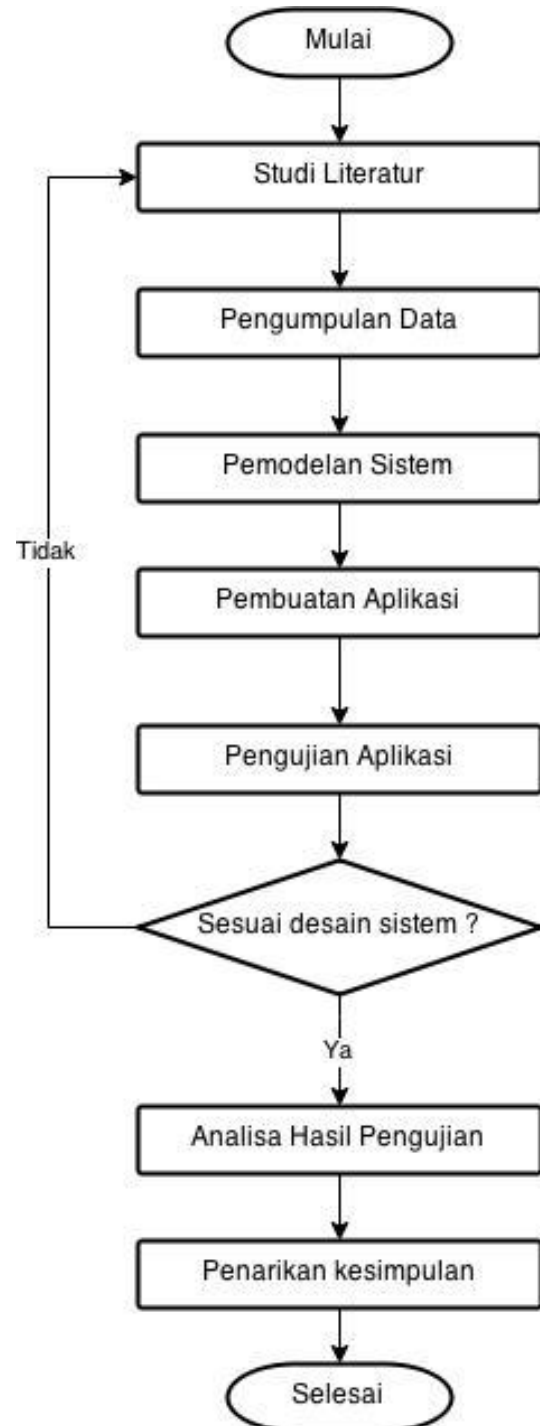 Mulai
Studi Literatur
Pengumpulan Data
Pemodelan Sistem
Tidak
Pembuatan Aplikasi
Pengujian Aplikasi
Sesuai desain sistem ?
Ya
Analisa Hasil Pengujian
Penarikan kesimpulan
Selesai